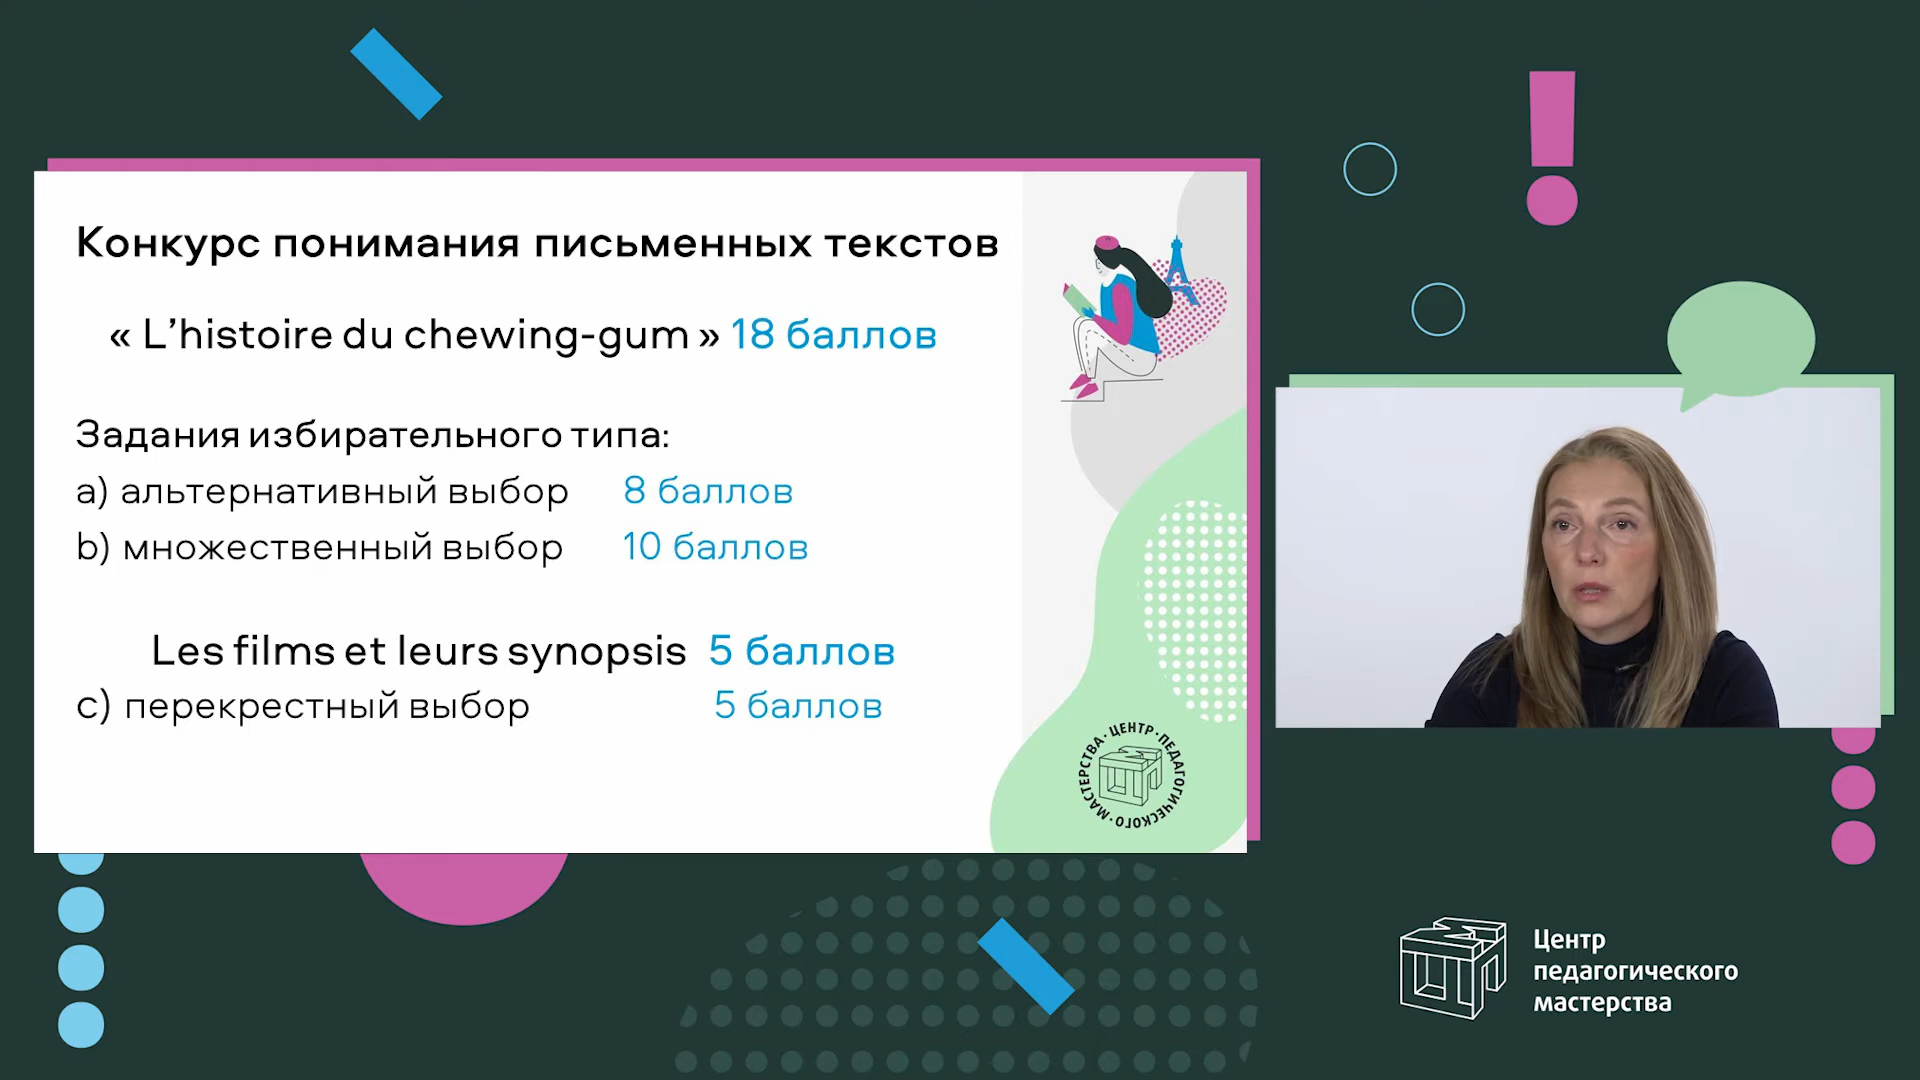 Конкурс понимания письменных текстов
« L’histoire du chewing-gum » 18 баллов
Задания избирательного типа:
a) альтернативный выбор 8 баллов
b) множественный выбор 10 баллов
Les films et leurs synopsis 5 баллов
c) перекрестный выбор 5 баллов
ЦЕНТР · ПЕДАГОГИЧЕСКОГО · МАСТЕРСТВА ·
Центр
педагогического
мастерства